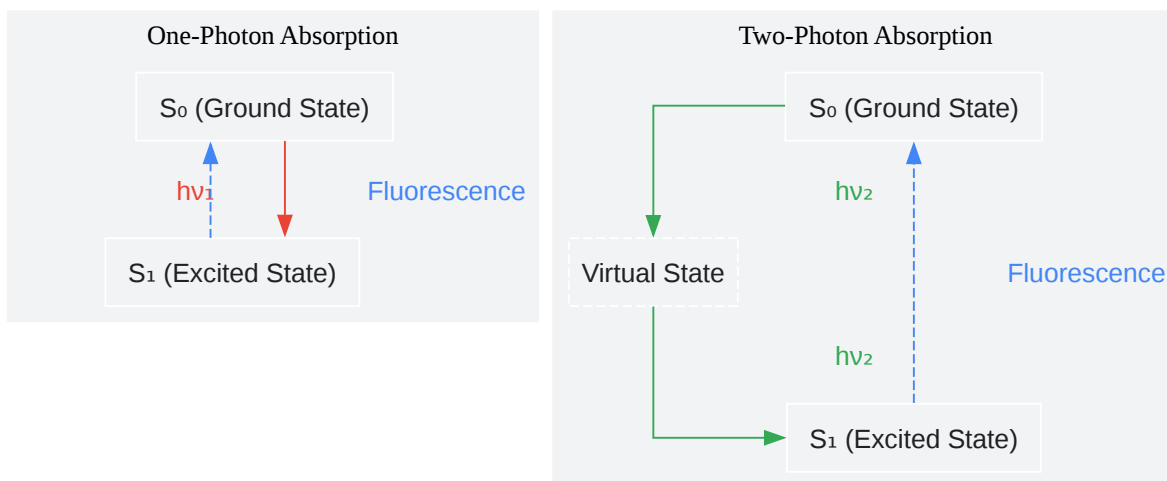 One-Photon Absorption
S₀ (Ground State)
hν₁
Fluorescence
S₁ (Excited State)
Two-Photon Absorption
S₀ (Ground State)
hν₂
Virtual State
Fluorescence
hν₂
S₁ (Excited State)